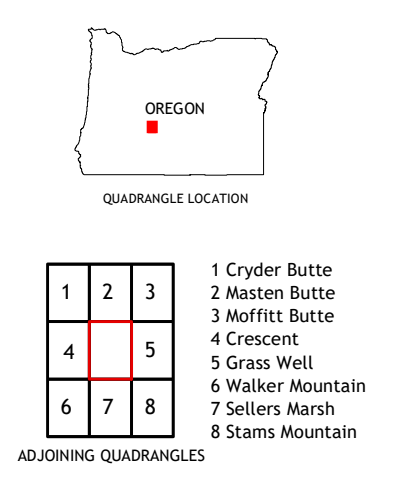 OREGON
QUADRANGLE LOCATION
1 2 3
4 5
6 7 8
ADJOINING QUADRANGLES
1 Cryder Butte
2 Masten Butte
3 Moffitt Butte
4 Crescent
5 Grass Well
6 Walker Mountain
7 Sellers Marsh
8 Stams Mountain